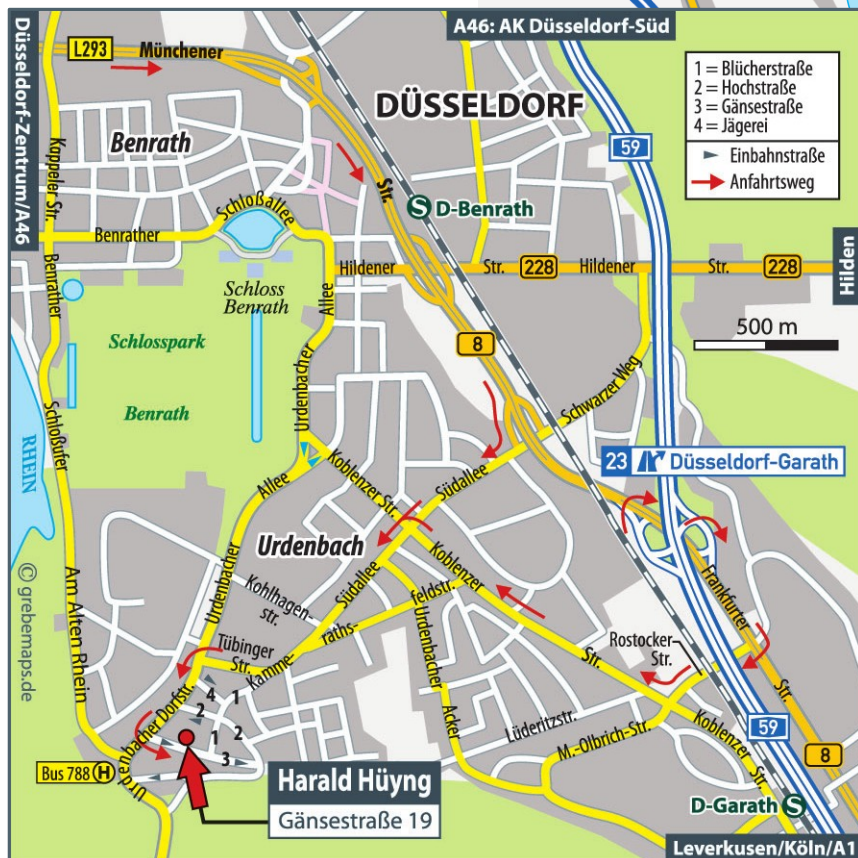 A46: AK Düsseldorf-Süd
Düsseldorf-Zentrum/A46
L293
Münchener
Str.
DÜSSELDORF
1 = Blücherstraße
2 = Hochstraße
3 = Gänsestraße
4 = Jägerei
Einbahnstraße
Anfahrtsweg
59
Benrath
Kappeler Str.
Schloßallee
S D-Benrath
Benrather
Hildener
Str.
228
Hildener
Str.
228
Hilden
Benrather
Schloss
Benrath
Allee
500 m
8
Schlosspark
Benrath
Urdenbacher
Schwarzer Weg
RHEIN
Schloßufer
Allee
Koblenzer Str.
Südallee
23 Düsseldorf-Garath
Urdenbach
Urdenbacher
Kohlhagen-
str.
Südallee
Koblenzer
Str.
Frankfurter
Str.
© grebemaps.de
Am Alten Rhein
Tübinger
Str.
Kamme-
raths-
feldstr.
Urdenbacher
Acker
Rostocker-
Str.
Lüderitzstr.
M.-Olbrich-Str.
Koblenzer
Str.
59
8
Urdenbacher Dorfstr.
4
1
2
2
1
3
Bus 788 H
Harald Hüyng
Gänsestraße 19
D-Garath S
Leverkusen/Köln/A1